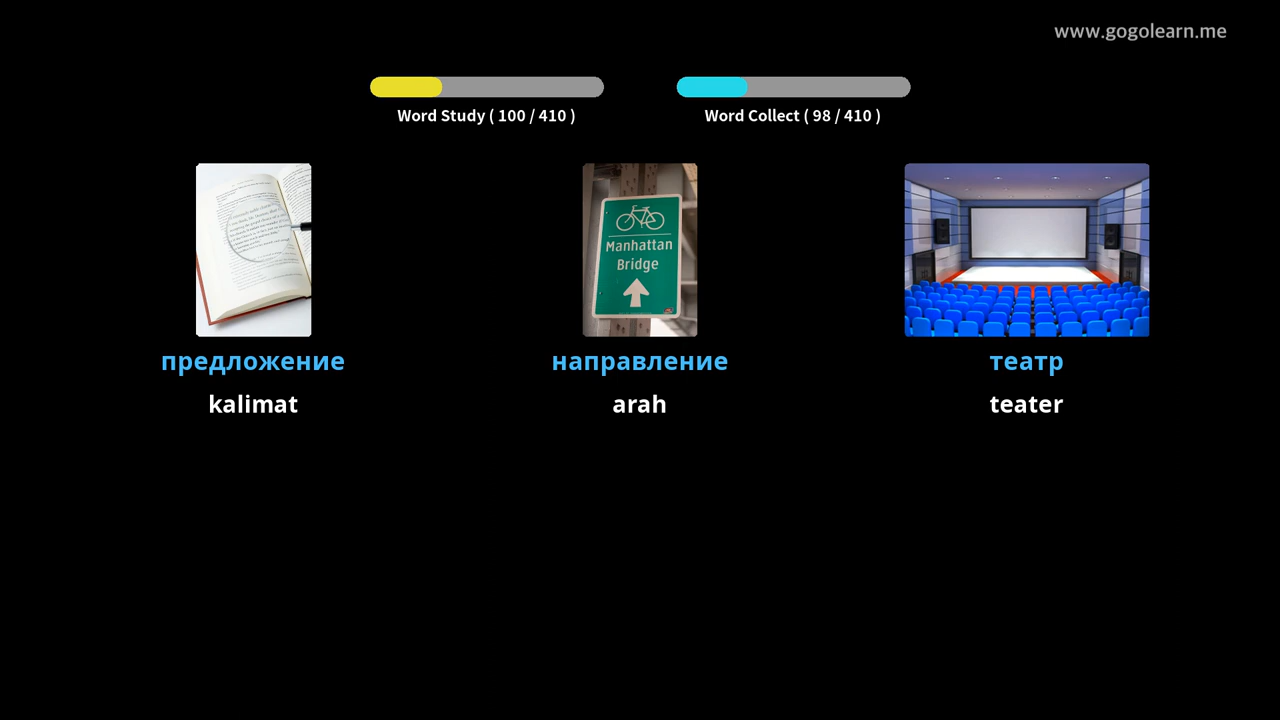 www.gogolearn.me
Word Study ( 100 / 410 )
Word Collect ( 98 / 410 )
Manhattan
Bridge
предложение
направление
театр
kalimat
arah
teater